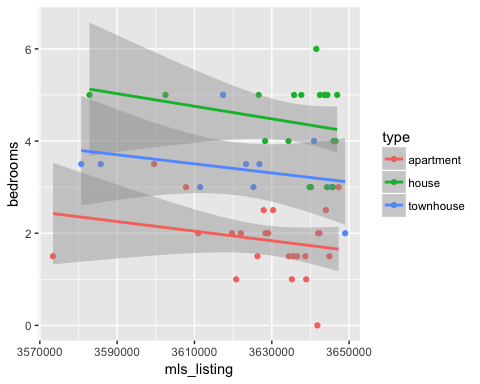 6
4
2
0
bedrooms
3570000 3590000 3610000 3630000 3650000
mls_listing
type
apartment
house
townhouse